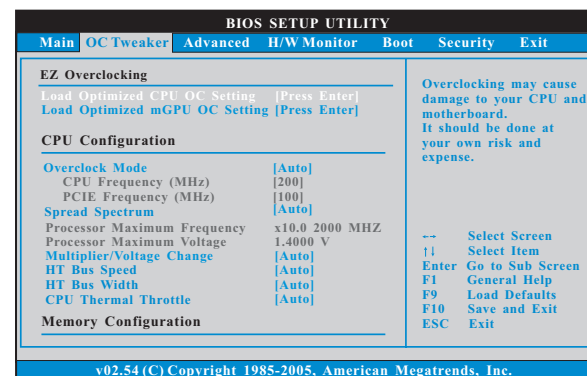 BIOS SETUP UTILITY
Main OC Tweaker Advanced H/W Monitor Boot Security Exit
EZ Overclocking
Load Optimized CPU OC Setting [Press Enter]
Load Optimized mGPU OC Setting [Press Enter]
CPU Configuration
Overclock Mode [Auto]
CPU Frequency (MHz) [200]
PCIE Frequency (MHz) [100]
Spread Spectrum [Auto]
Processor Maximum Frequency x10.0 2000 MHZ
Processor Maximum Voltage 1.4000 V
Multiplier/Voltage Change [Auto]
HT Bus Speed [Auto]
HT Bus Width [Auto]
CPU Thermal Throttle [Auto]
Memory Configuration
Overclocking may cause
damage to your CPU and
motherboard.
It should be done at
your own risk and
expense.
←→ Select Screen
↑↓ Select Item
Enter Go to Sub Screen
F1 General Help
F9 Load Defaults
F10 Save and Exit
ESC Exit
v02.54 (C) Copyright 1985-2005, American Megatrends, Inc.